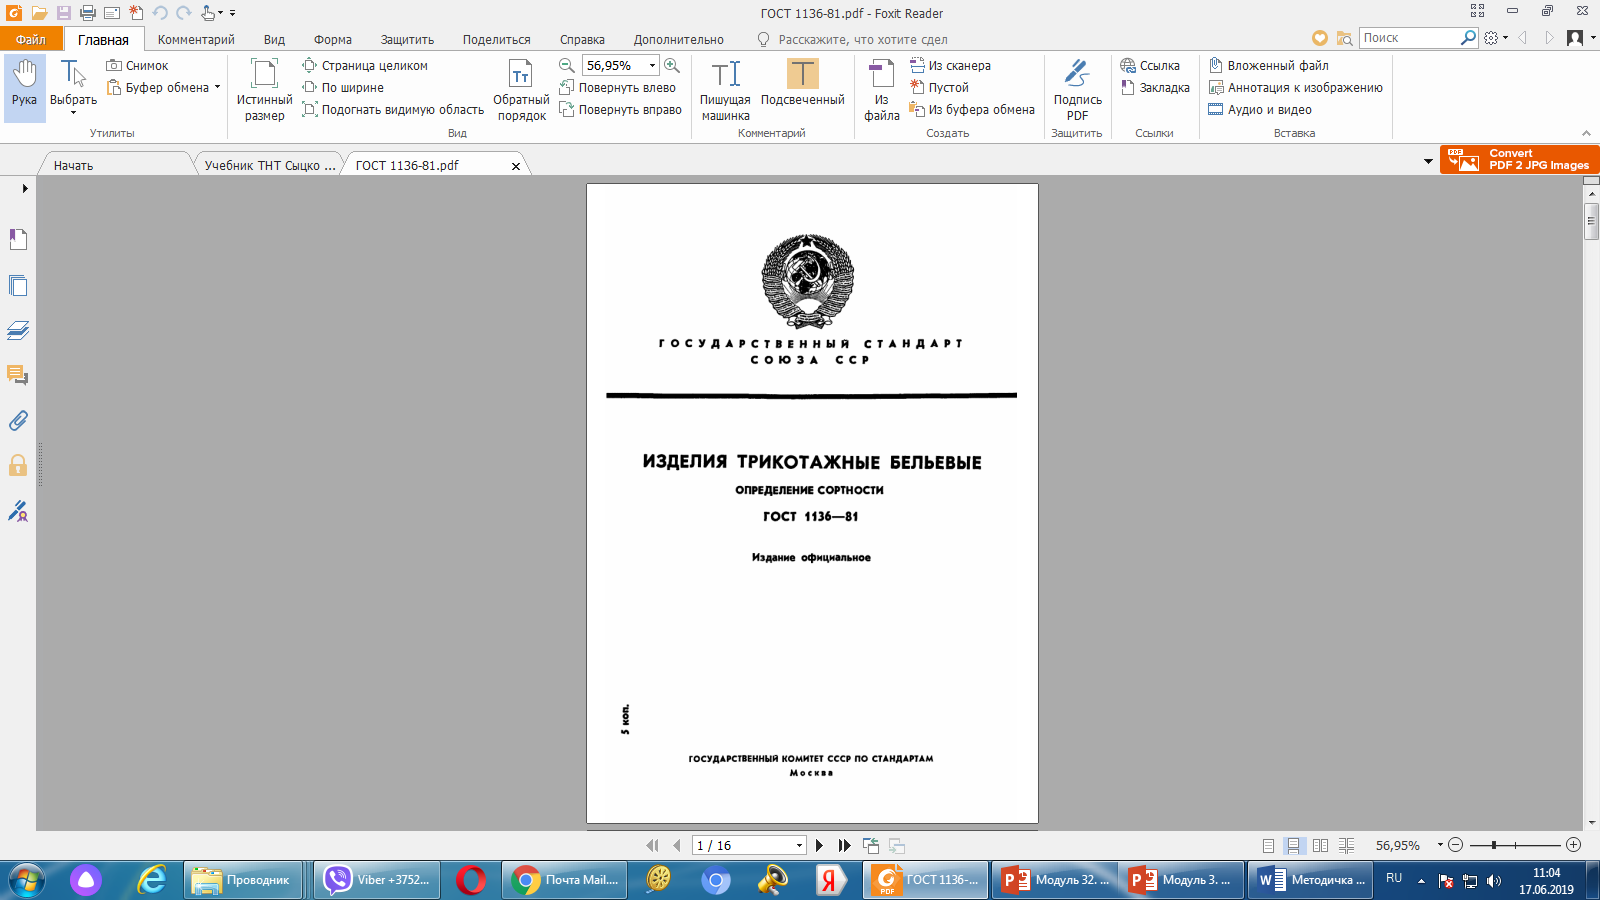 ГОСТ 1136-81.pdf - Foxit Reader
Файл
Главная
Комментарий
Вид
Форма
Защитить
Поделиться
Справка
Дополнительно
Расскажите, что хотите сдел
Поиск
Рука
Выбрать
Снимок
Буфер обмена
Утилиты
Истинный размер
Страница целиком
По ширине
Подогнать видимую область
Обратный порядок
56,95%
Повернуть влево
Повернуть вправо
Вид
Пишущая машинка
Подсвеченный
Комментарий
Из файла
Из сканера
Пустой
Из буфера обмена
Создать
Подпись PDF
Защитить
Ссылка
Закладка
Ссылки
Вложенный файл
Аннотация к изображению
Аудио и видео
Вставка
Начать
Учебник ТНТ Сыцко ...
ГОСТ 1136-81.pdf
Convert
PDF 2 JPG Images
ГОСУДАРСТВЕННЫЙ СТАНДАРТ
СОЮЗА ССР
ИЗДЕЛИЯ ТРИКОТАЖНЫЕ БЕЛЬЕВЫЕ
ОПРЕДЕЛЕНИЕ СОРТНОСТИ
ГОСТ 1136—81
Издание официальное
5 коп.
ГОСУДАРСТВЕННЫЙ КОМИТЕТ СССР ПО СТАНДАРТАМ
Москва
1 / 16
56,95%
Проводник
Viber +3752...
Почта Mail....
ГОСТ 1136-...
Модуль 32. ...
Модуль 3. ...
Методичка ...
RU
11:04
17.06.2019